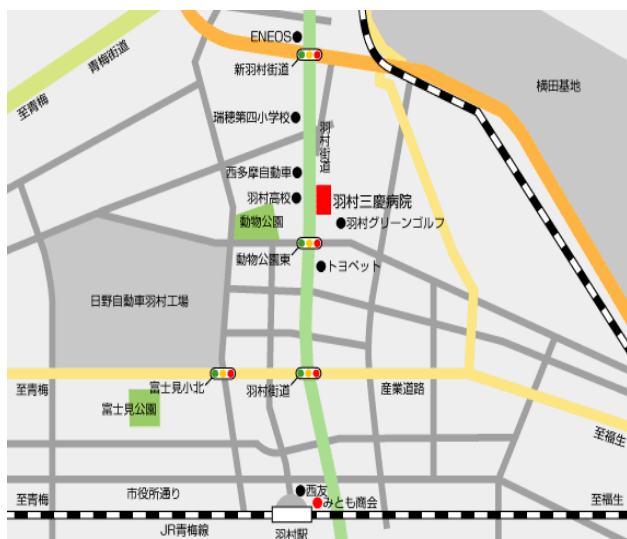 ENEOS
新羽村街道
青梅街道
至青梅
横田基地
瑞穂第四小学校
羽村街道
西多摩自動車
羽村高校
羽村三慶病院
動物公園
羽村グリーンゴルフ
動物公園東
トヨペット
日野自動車羽村工場
至青梅
富士見小北
羽村街道
産業道路
富士見公園
至福生
西友
市役所通り
至青梅
みとも商会
至福生
JR青梅線
羽村駅